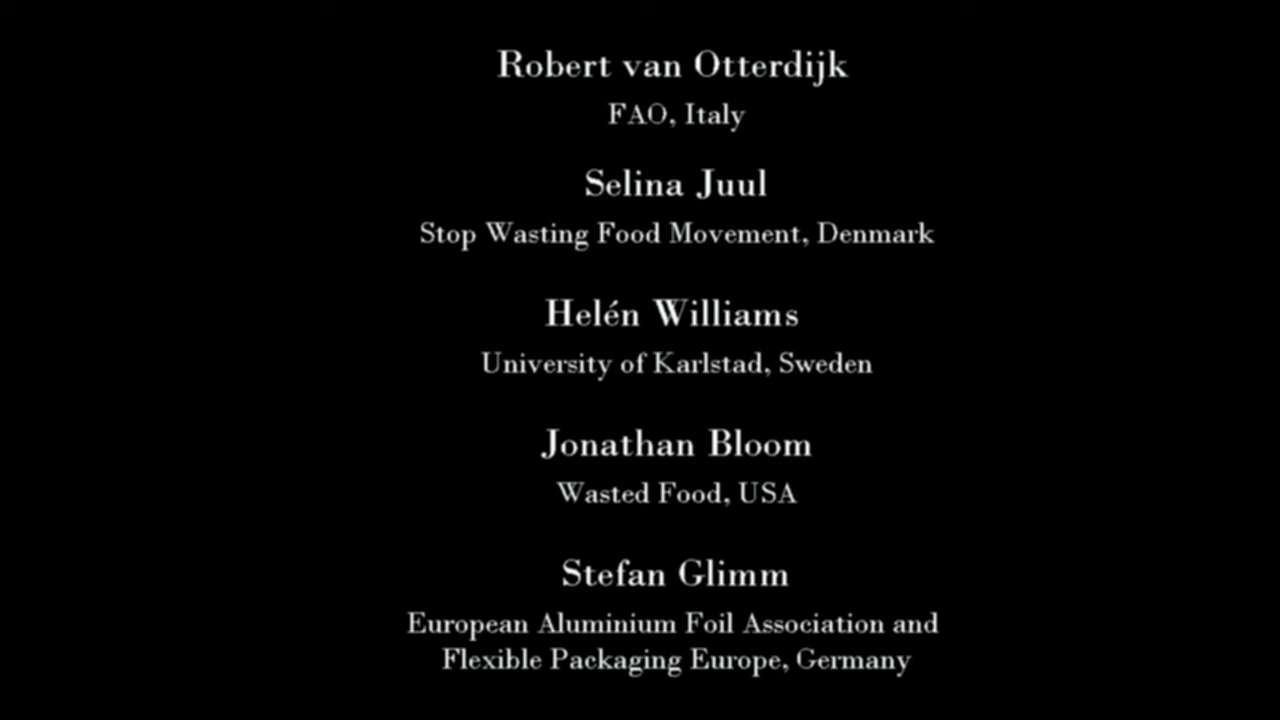 Robert van Otterdijk
FAO, Italy
Selina Juul
Stop Wasting Food Movement, Denmark
Helén Williams
University of Karlstad, Sweden
Jonathan Bloom
Wasted Food, USA
Stefan Glimm
European Aluminium Foil Association and
Flexible Packaging Europe, Germany